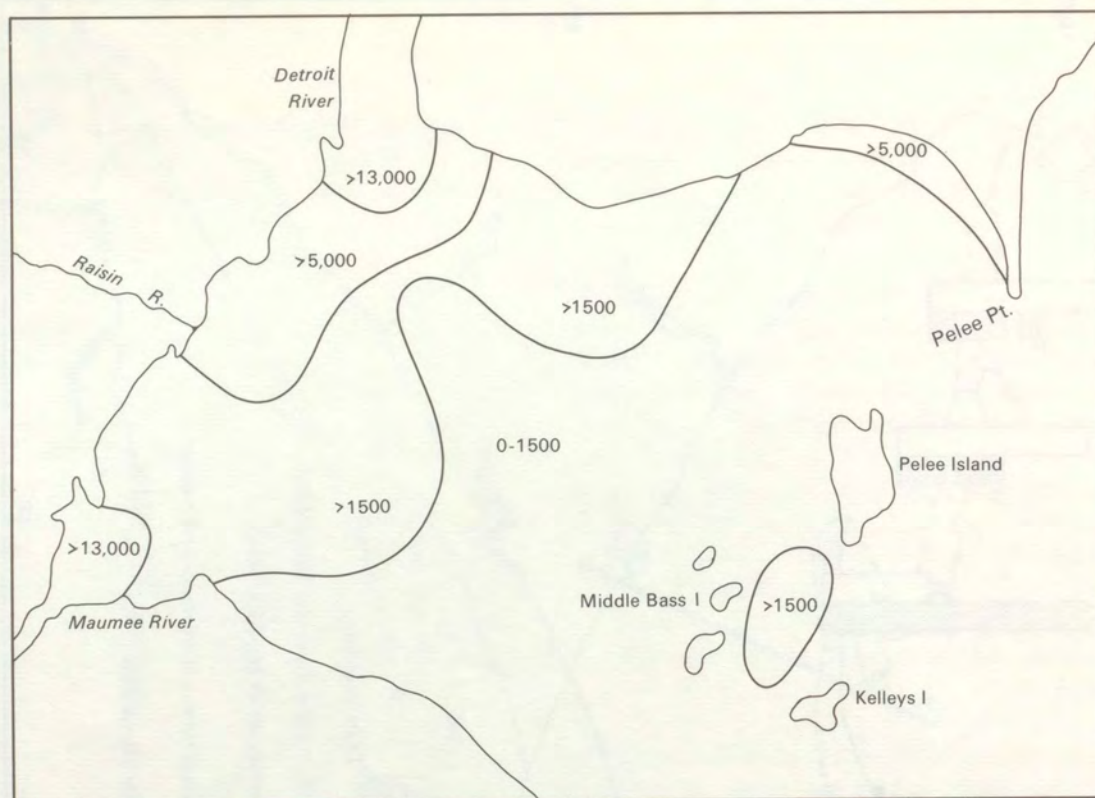 Detroit
River
>13,000
>5,000
>5,000
Raisin
R.
>1500
Pelee Pt.
0-1500
Pelee Island
>1500
>13,000
Middle Bass I
>1500
Maumee River
Kelleys I